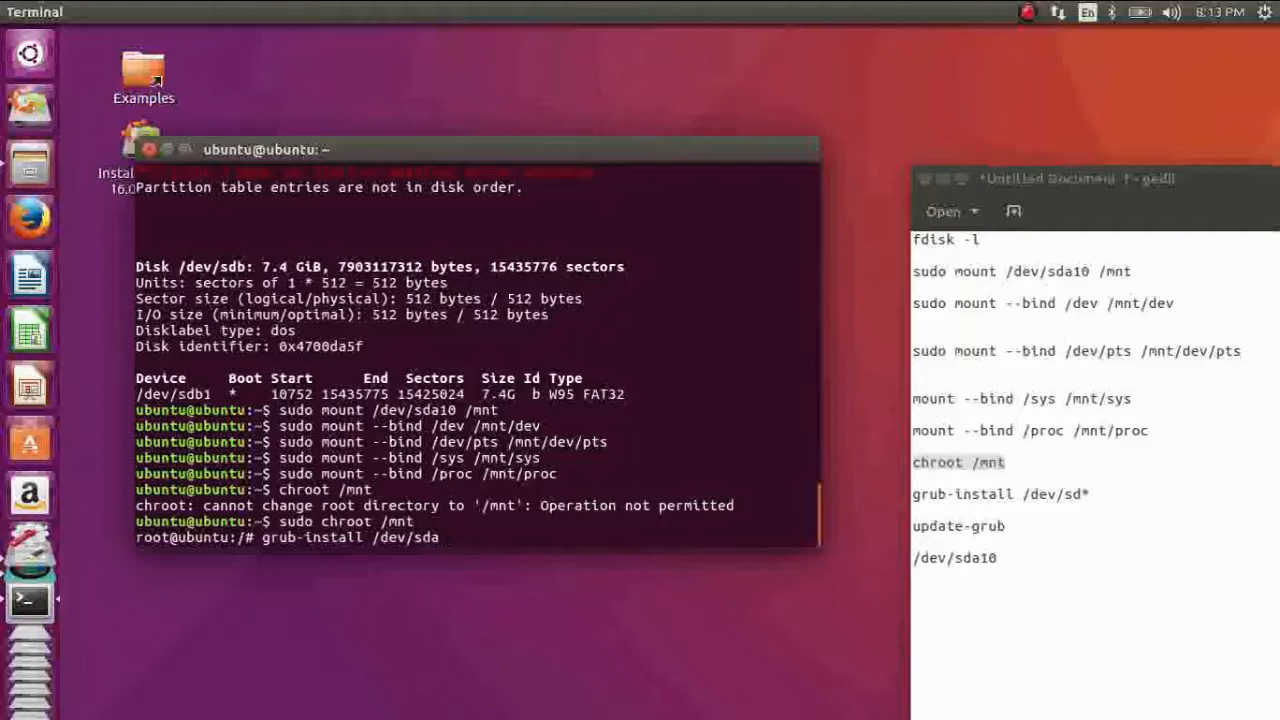 Terminal
En
8:13 PM
Examples
Instal
16.0
ubuntu@ubuntu: ~
Partition table entries are not in disk order.
Disk /dev/sdb: 7.4 GiB, 7903117312 bytes, 15435776 sectors
Units: sectors of 1 * 512 = 512 bytes
Sector size (logical/physical): 512 bytes / 512 bytes
I/O size (minimum/optimal): 512 bytes / 512 bytes
Disklabel type: dos
Disk identifier: 0x4700da5f
Device Boot Start End Sectors Size Id Type
/dev/sdb1 * 10752 15435775 15425024 7.4G b W95 FAT32
ubuntu@ubuntu:~$ sudo mount /dev/sda10 /mnt
ubuntu@ubuntu:~$ sudo mount --bind /dev /mnt/dev
ubuntu@ubuntu:~$ sudo mount --bind /dev/pts /mnt/dev/pts
ubuntu@ubuntu:~$ sudo mount --bind /sys /mnt/sys
ubuntu@ubuntu:~$ sudo mount --bind /proc /mnt/proc
ubuntu@ubuntu:~$ chroot /mnt
chroot: cannot change root directory to '/mnt': Operation not permitted
ubuntu@ubuntu:~$ sudo chroot /mnt
root@ubuntu:/# grub-install /dev/sda
*Untitled Document 1 - gedit
Open
fdisk -l
sudo mount /dev/sda10 /mnt
sudo mount --bind /dev /mnt/dev
sudo mount --bind /dev/pts /mnt/dev/pts
mount --bind /sys /mnt/sys
mount --bind /proc /mnt/proc
chroot /mnt
grub-install /dev/sd*
update-grub
/dev/sda10